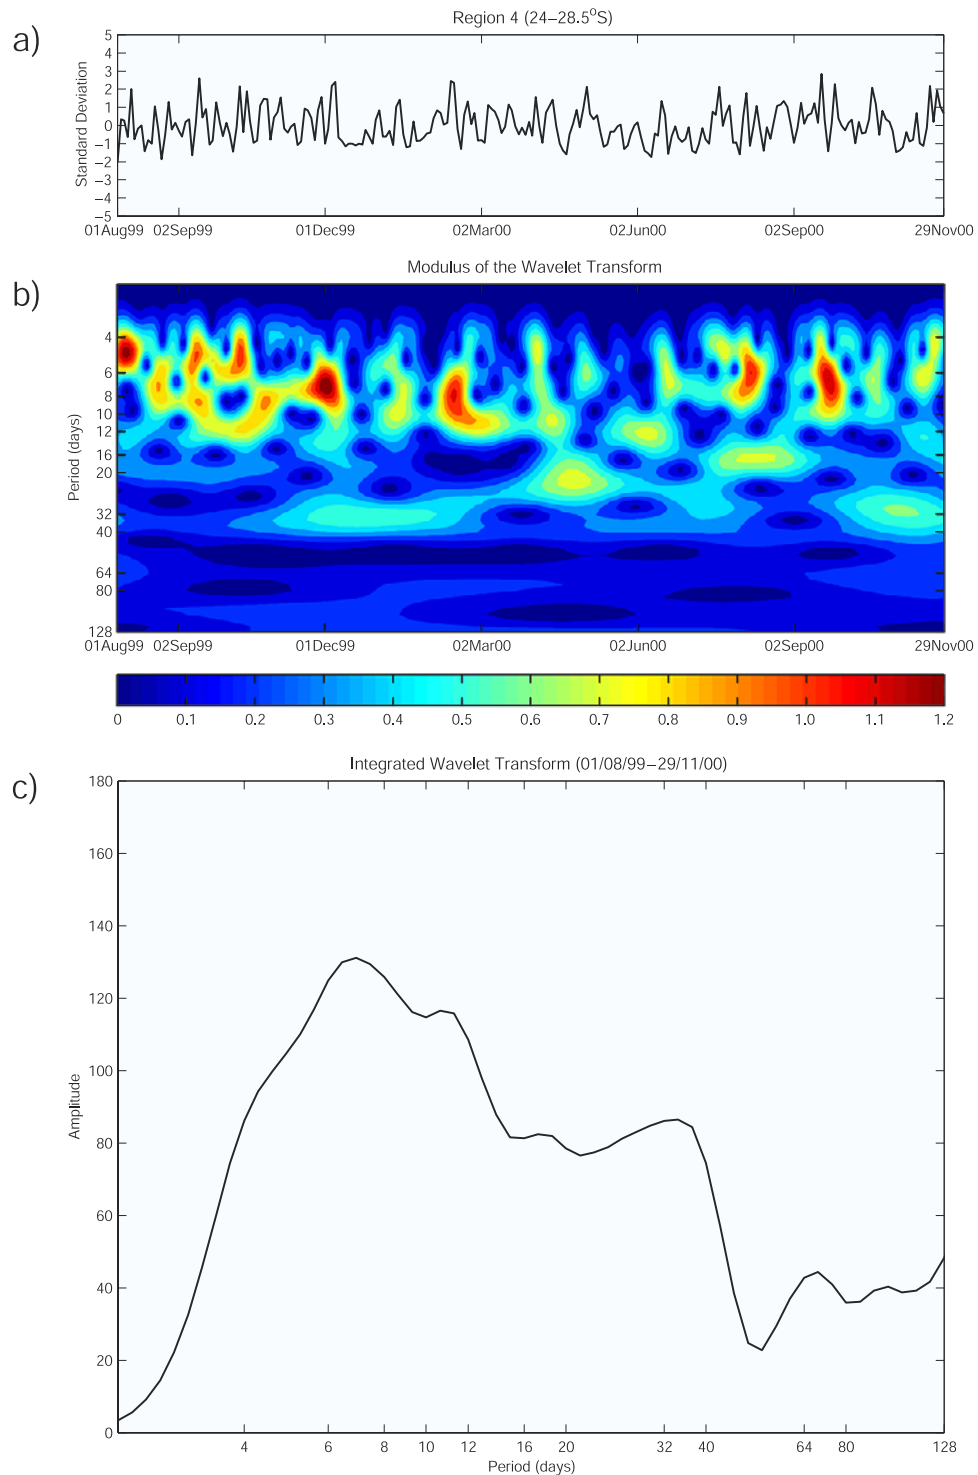 a)
Region 4 (24−28.5°S)
Standard Deviation
5
4
3
2
1
0
−1
−2
−3
−4
−5
01Aug99 02Sep99 01Dec99 02Mar00 02Jun00 02Sep00 29Nov00
b)
Modulus of the Wavelet Transform
Period (days)
4
6
8
10
12
16
20
32
40
64
80
128
01Aug99 02Sep99 01Dec99 02Mar00 02Jun00 02Sep00 29Nov00
0 0.1 0.2 0.3 0.4 0.5 0.6 0.7 0.8 0.9 1.0 1.1 1.2
c)
Integrated Wavelet Transform (01/08/99−29/11/00)
Amplitude
180
160
140
120
100
80
60
40
20
0
4 6 8 10 12 16 20 32 40 64 80 128
Period (days)